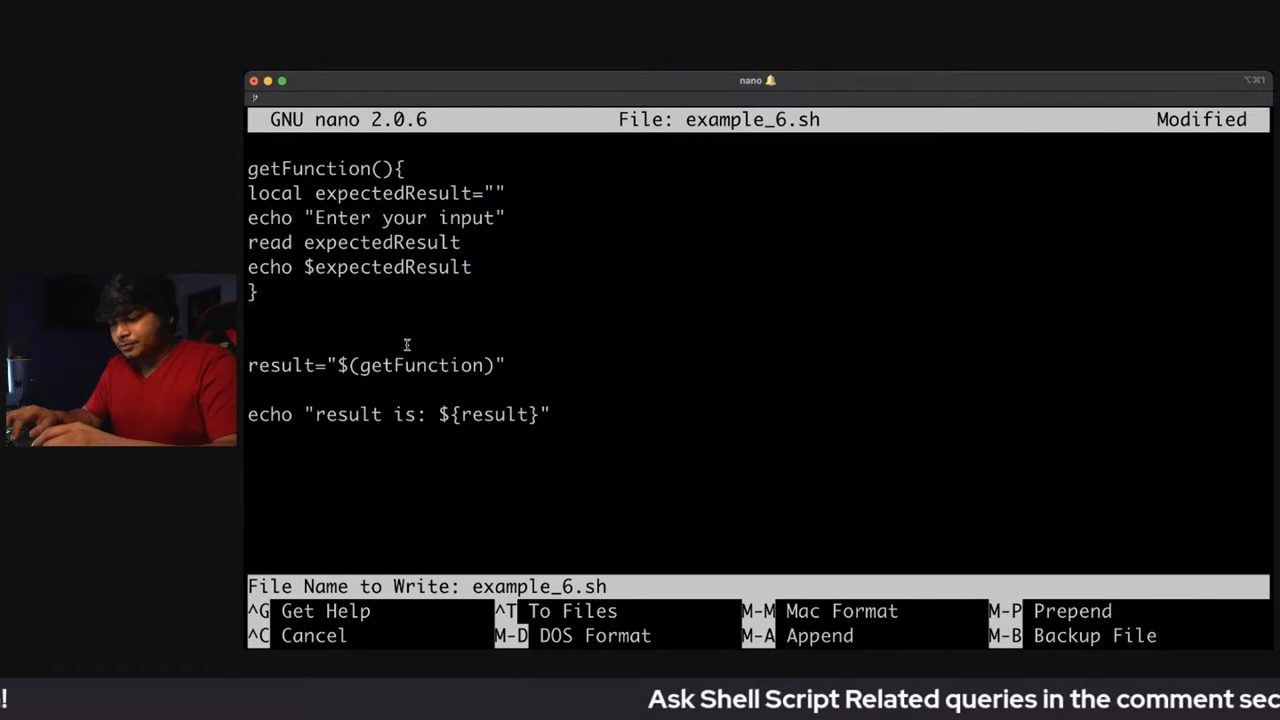 nano 🔔
⌥⌘1
GNU nano 2.0.6 File: example_6.sh Modified
getFunction(){
local expectedResult=""
echo "Enter your input"
read expectedResult
echo $expectedResult
}
result="$(getFunction)"
echo "result is: ${result}"
File Name to Write: example_6.sh
^G Get Help ^T To Files M-M Mac Format M-P Prepend
^C Cancel M-D DOS Format M-A Append M-B Backup File
! Ask Shell Script Related queries in the comment sec